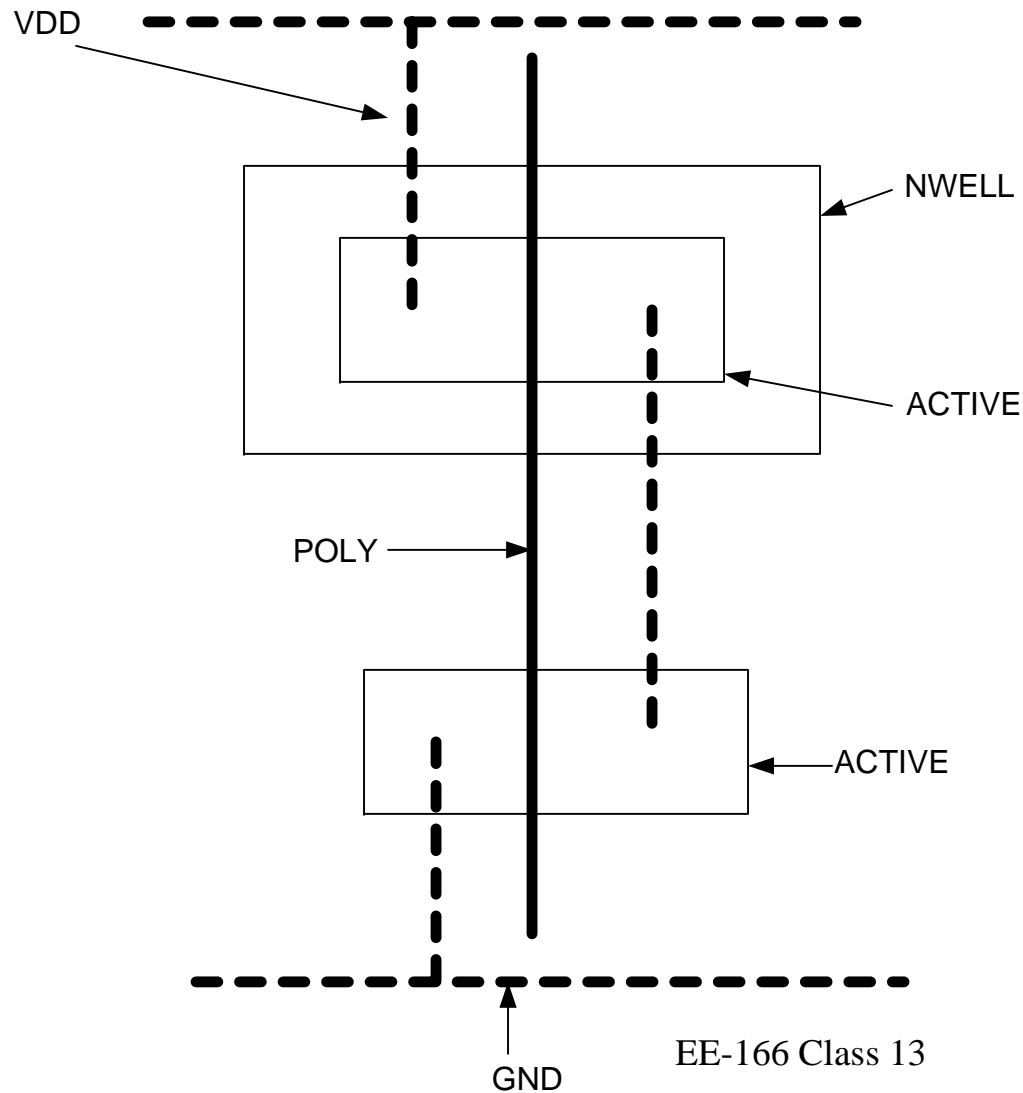 VDD
NWELL
ACTIVE
POLY
ACTIVE
EE-166 Class 13
GND